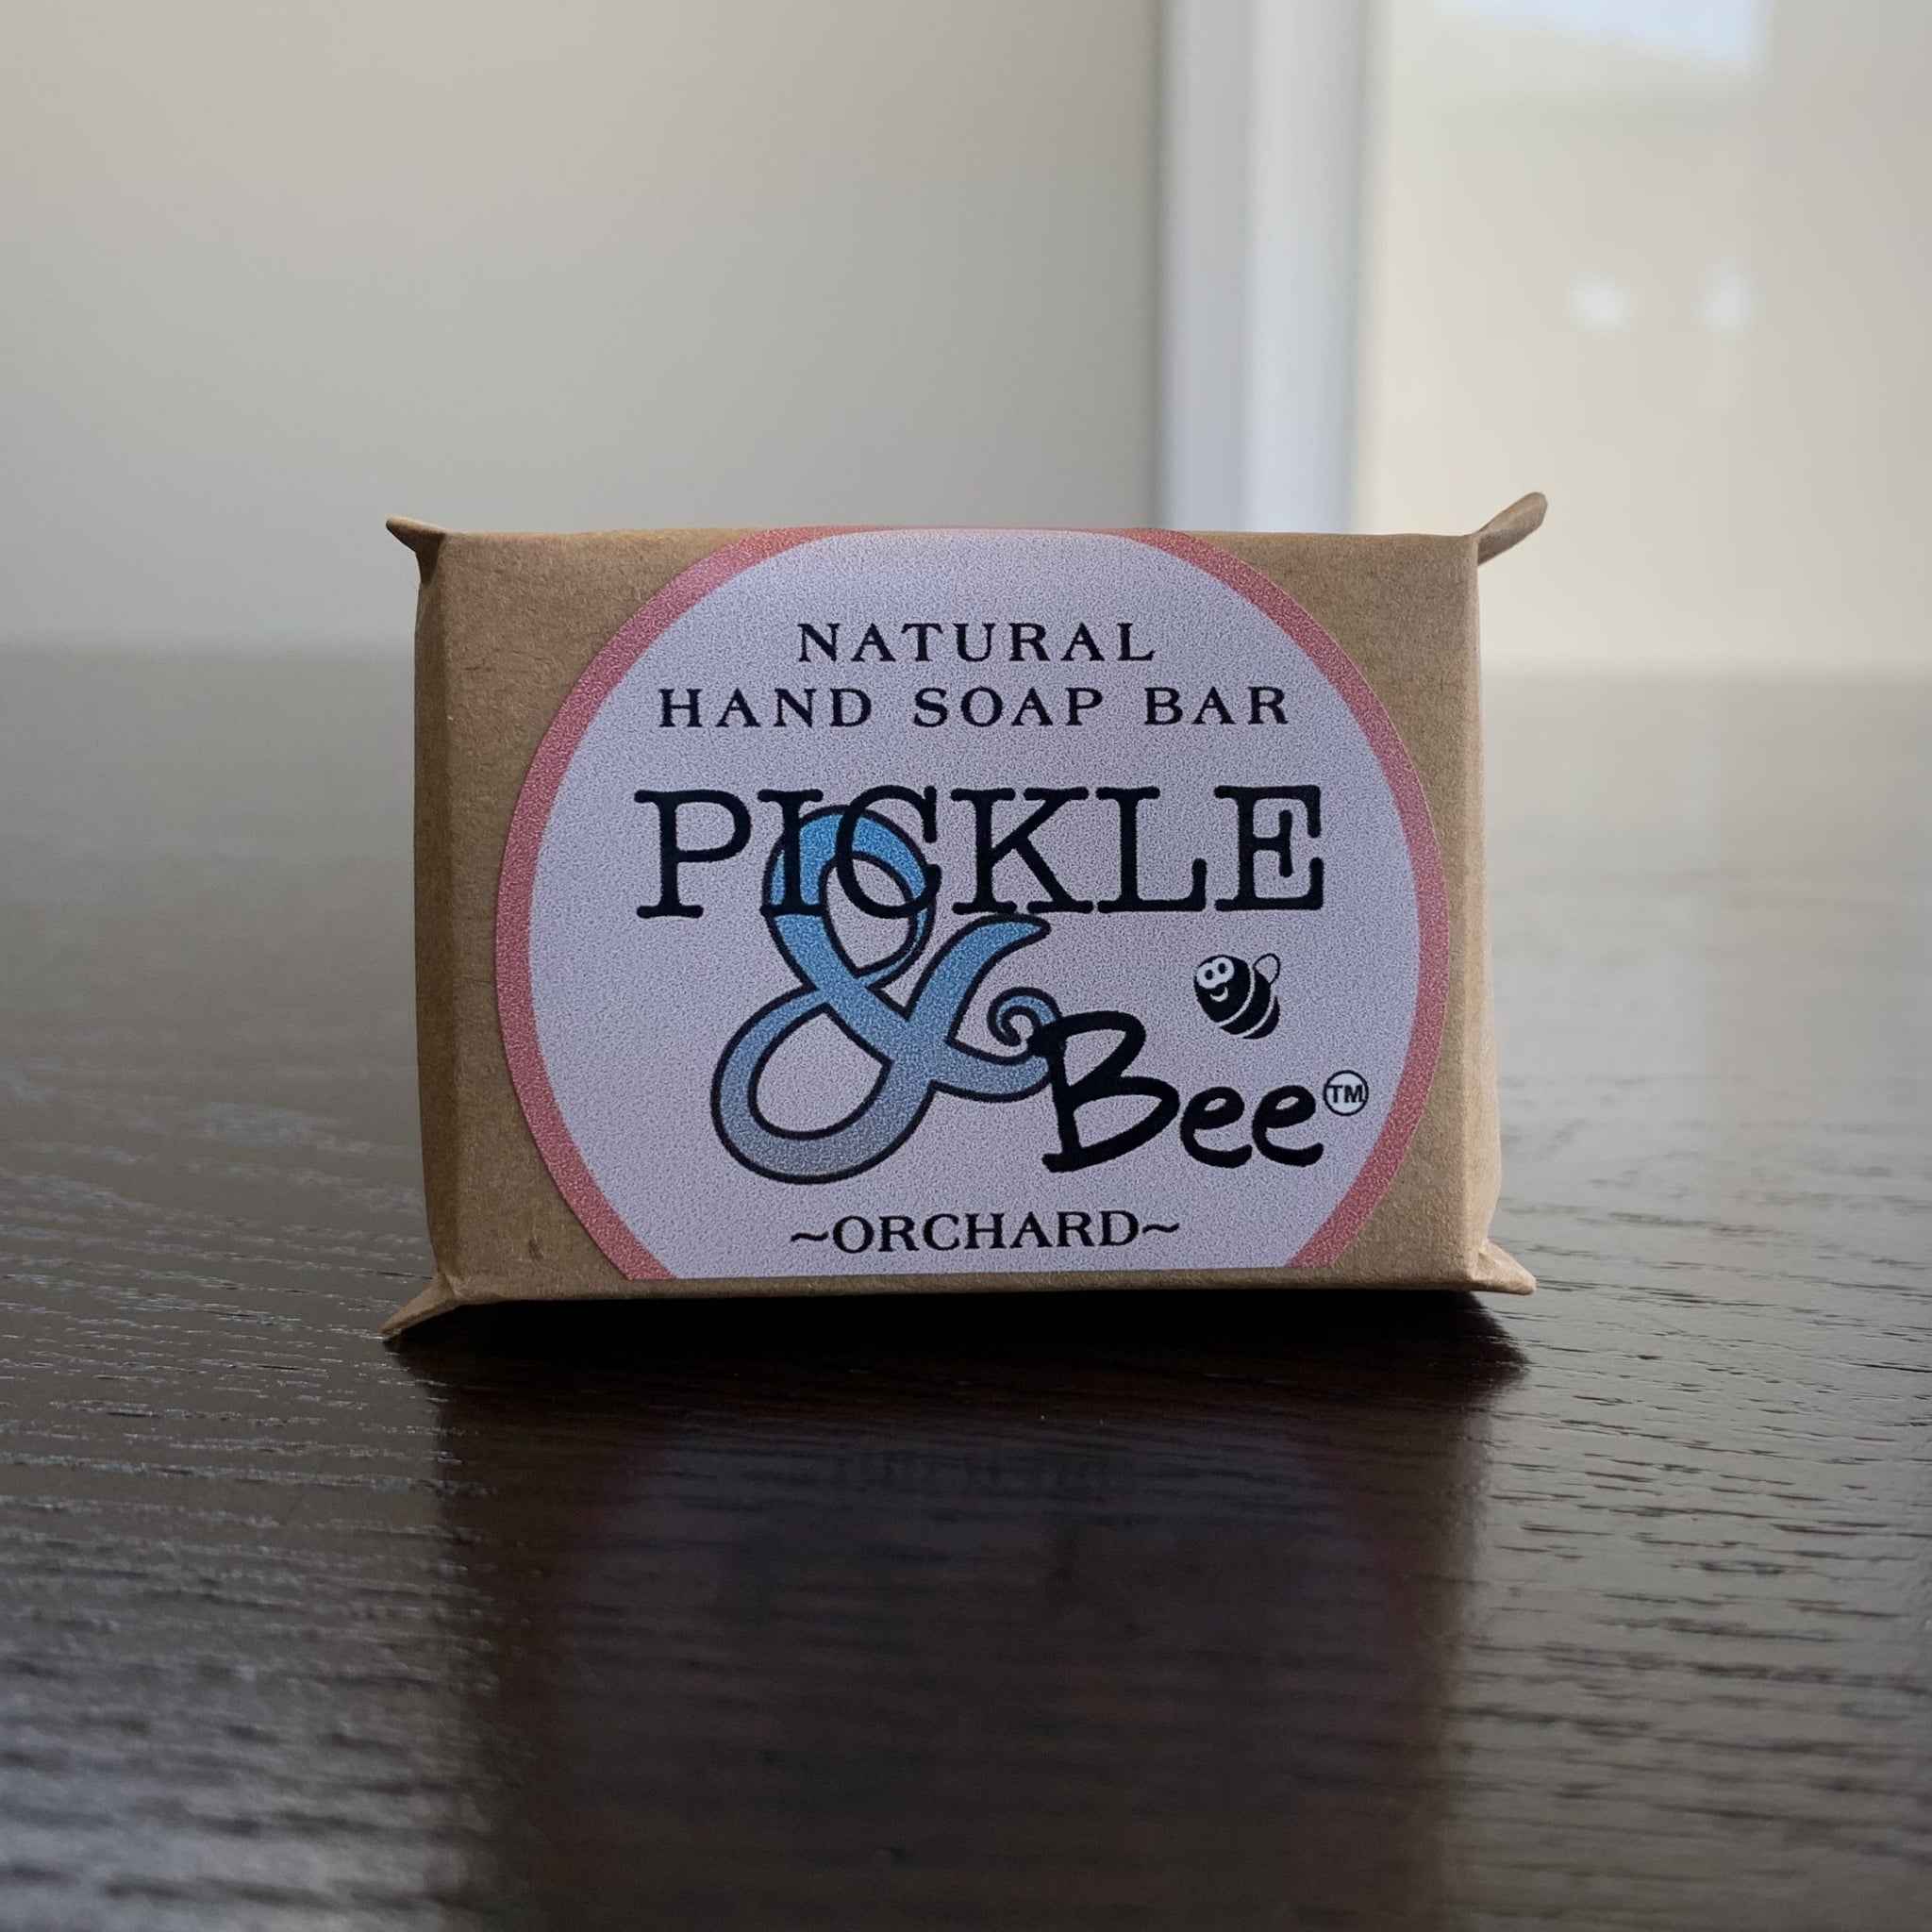 NATURAL
HAND SOAP BAR
PICKLE
& Bee™
~ORCHARD~